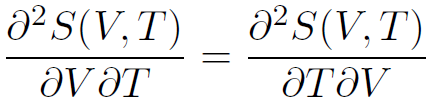 ∂²S(V,T)/∂V∂T = ∂²S(V,T)/∂T∂V